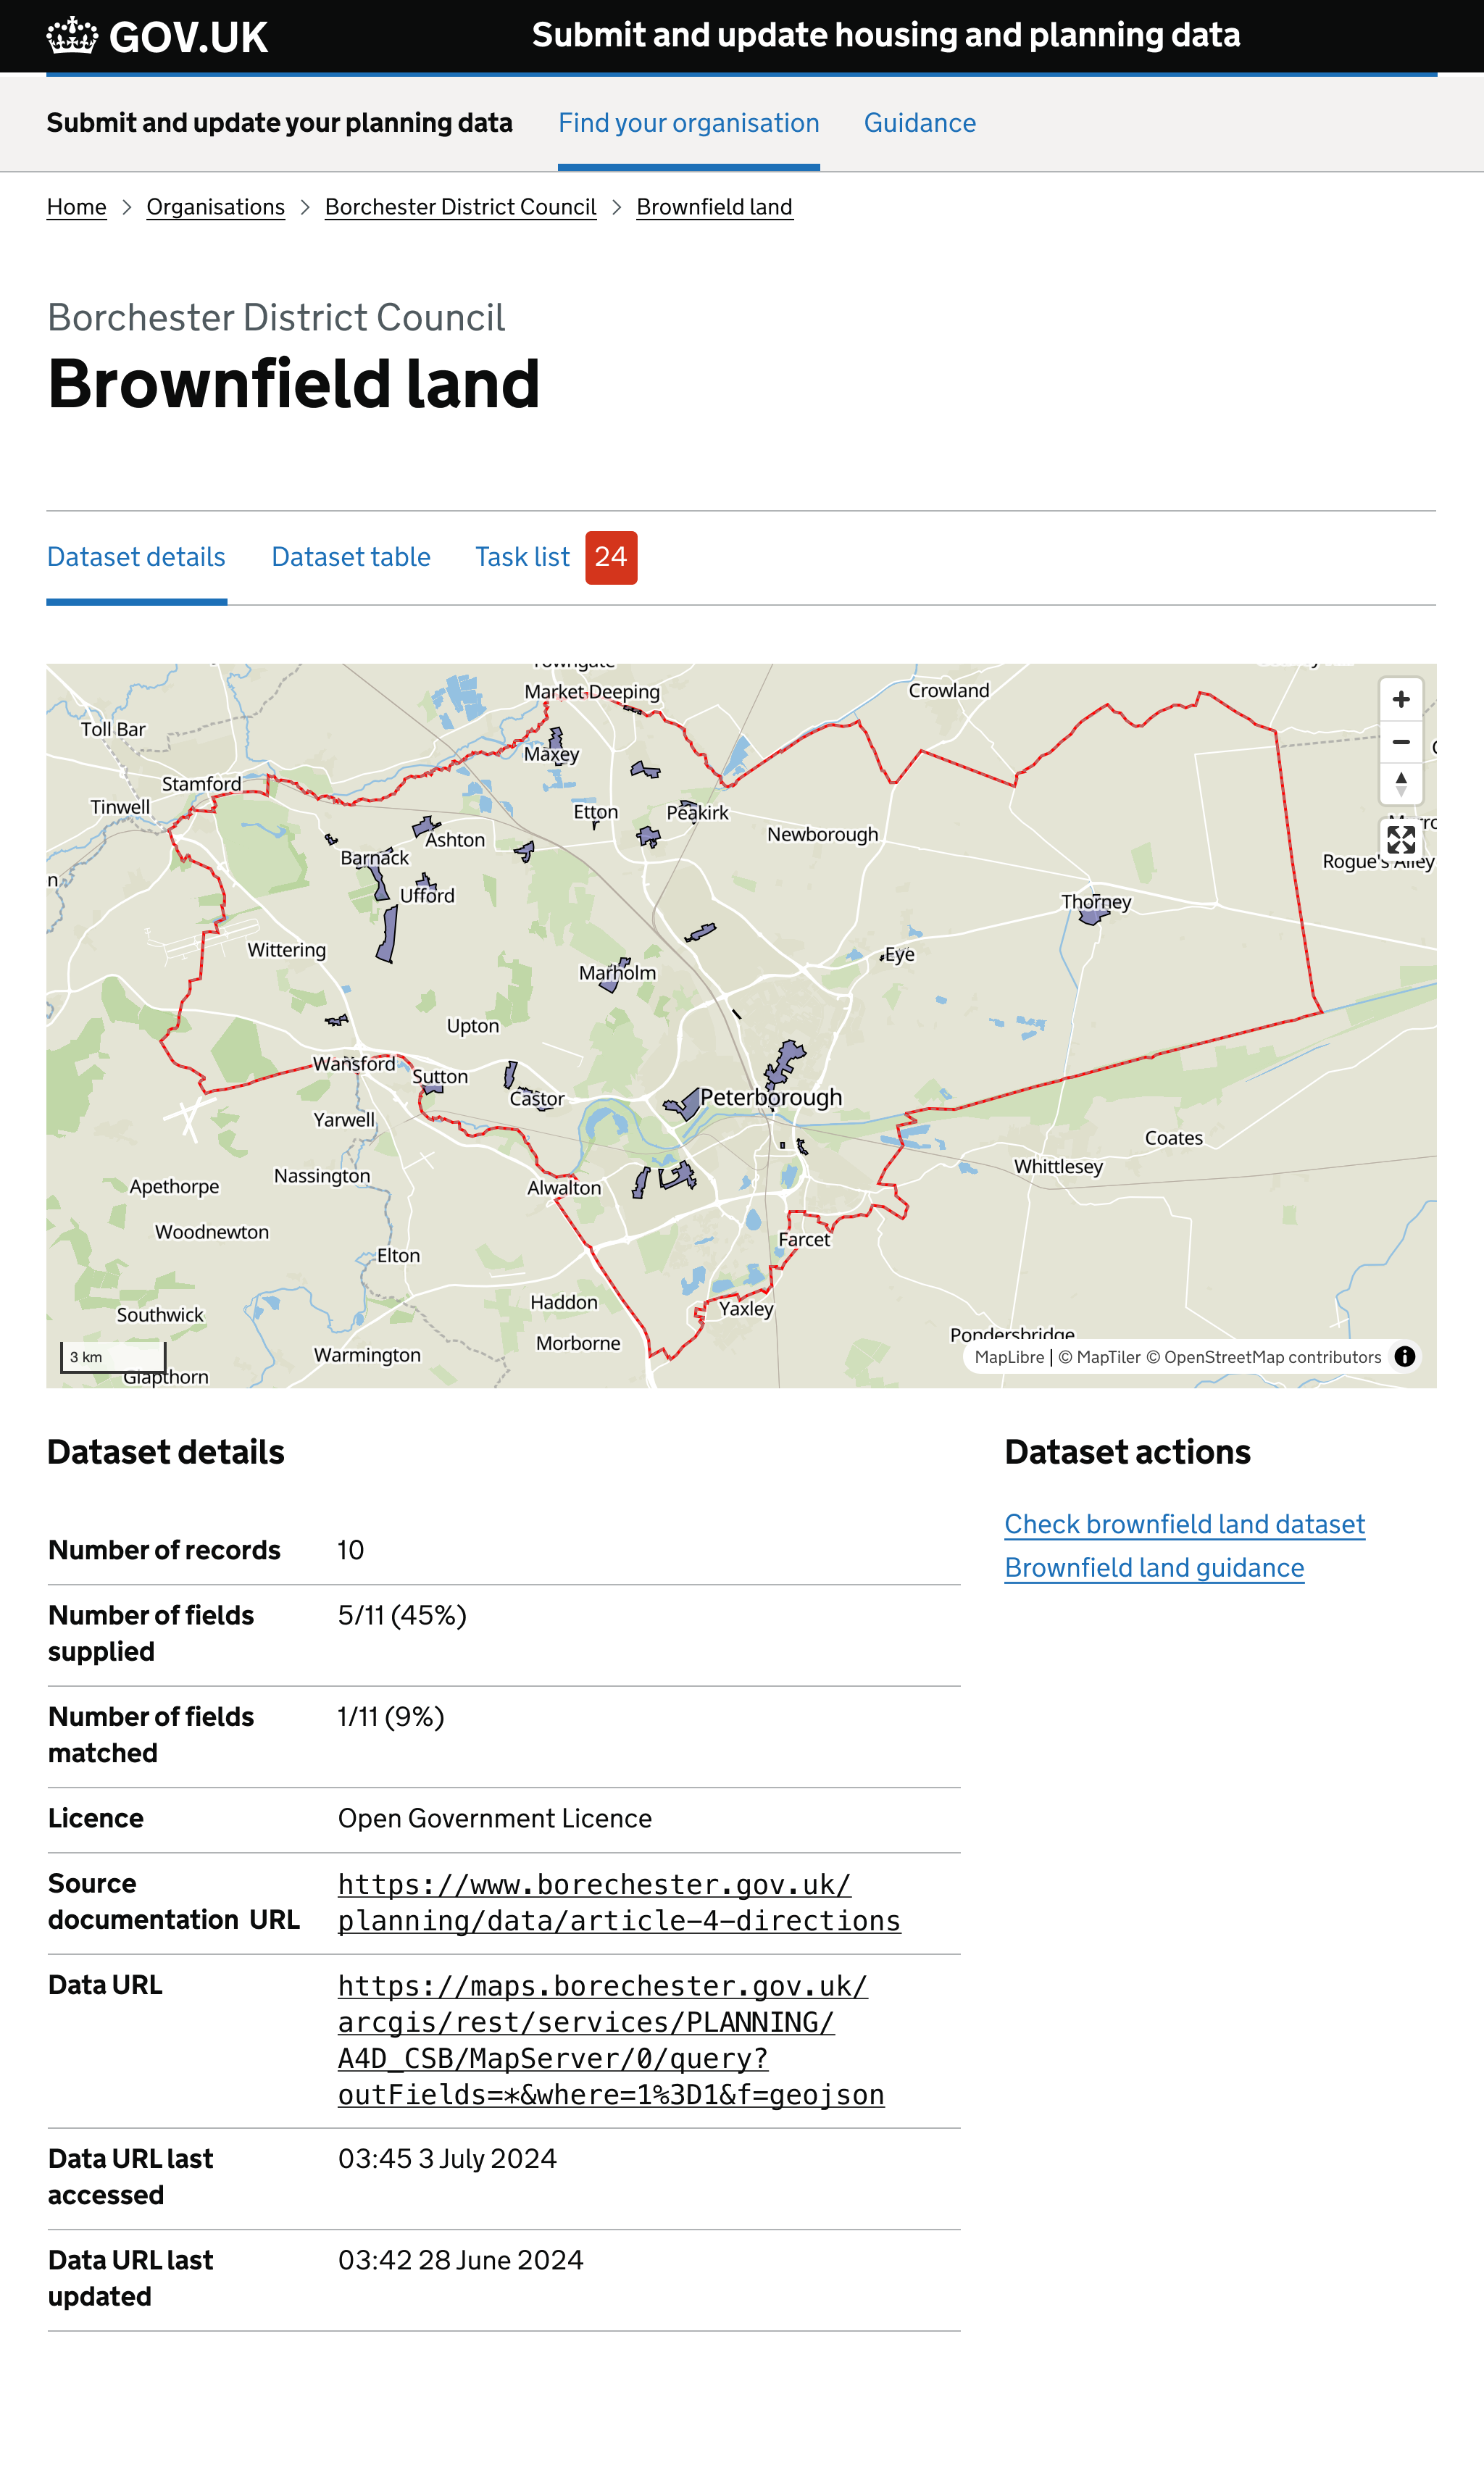 GOV.UK
Submit and update housing and planning data
Submit and update your planning data
Find your organisation
Guidance
Home
Organisations
Borchester District Council
Brownfield land
Borchester District Council
Brownfield land
Dataset details
Dataset table
Task list
24
Towngate
Market Deeping
Crowland
Toll Bar
Maxey
Stamford
Tinwell
Etton
Peakirk
Newborough
Ashton
Barnack
Rogue's Alley
Ufford
Thorney
Wittering
Eye
Marholm
Upton
Wansford
Sutton
Castor
Peterborough
Yarwell
Coates
Whittlesey
Nassington
Apethorpe
Alwalton
Woodnewton
Farcet
Elton
Haddon
Yaxley
Southwick
Pondersbridge
Morborne
Warmington
3 km
MapLibre | © MapTiler © OpenStreetMap contributors
Glapthorn
Dataset details
Number of records
10
Number of fields
supplied
5/11 (45%)
Number of fields
matched
1/11 (9%)
Licence
Open Government Licence
Source
documentation URL
https://www.borechester.gov.uk/
planning/data/article-4-directions
Data URL
https://maps.borechester.gov.uk/
arcgis/rest/services/PLANNING/
A4D_CSB/MapServer/0/query?
outFields=*&where=1%3D1&f=geojson
Data URL last
accessed
03:45 3 July 2024
Data URL last
updated
03:42 28 June 2024
Dataset actions
Check brownfield land dataset
Brownfield land guidance